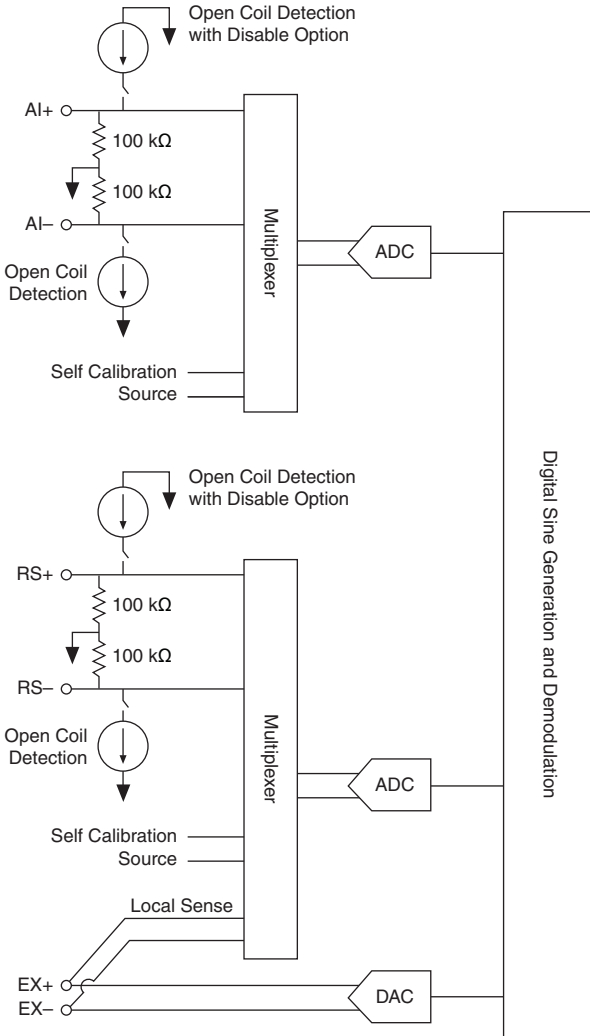 Open Coil Detection
with Disable Option
AI+
100 kΩ
100 kΩ
AI–
Open Coil
Detection
Multiplexer
ADC
Self Calibration
Source
Open Coil Detection
with Disable Option
RS+
100 kΩ
100 kΩ
RS–
Open Coil
Detection
Multiplexer
ADC
Self Calibration
Source
Local Sense
EX+
EX–
DAC
Digital Sine Generation and Demodulation